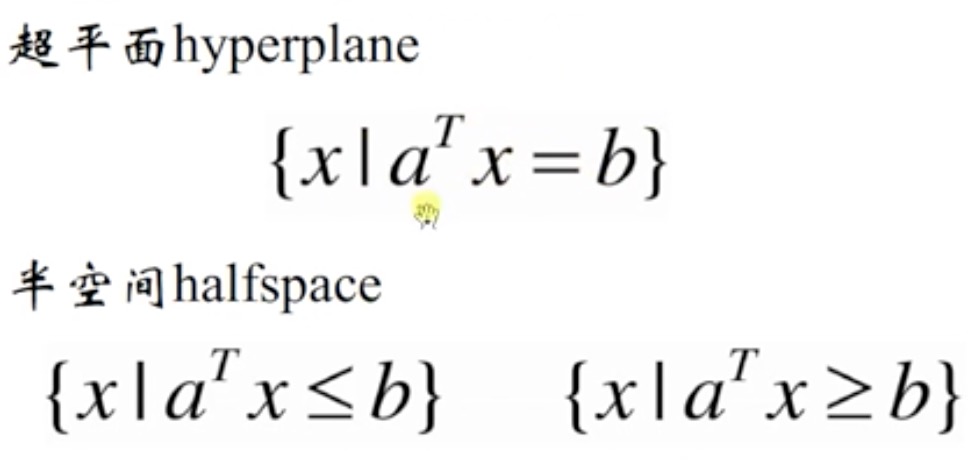 超平面hyperplane
{x | a^T x = b}
半空间halfspace
{x | a^T x ≤ b} {x | a^T x ≥ b}